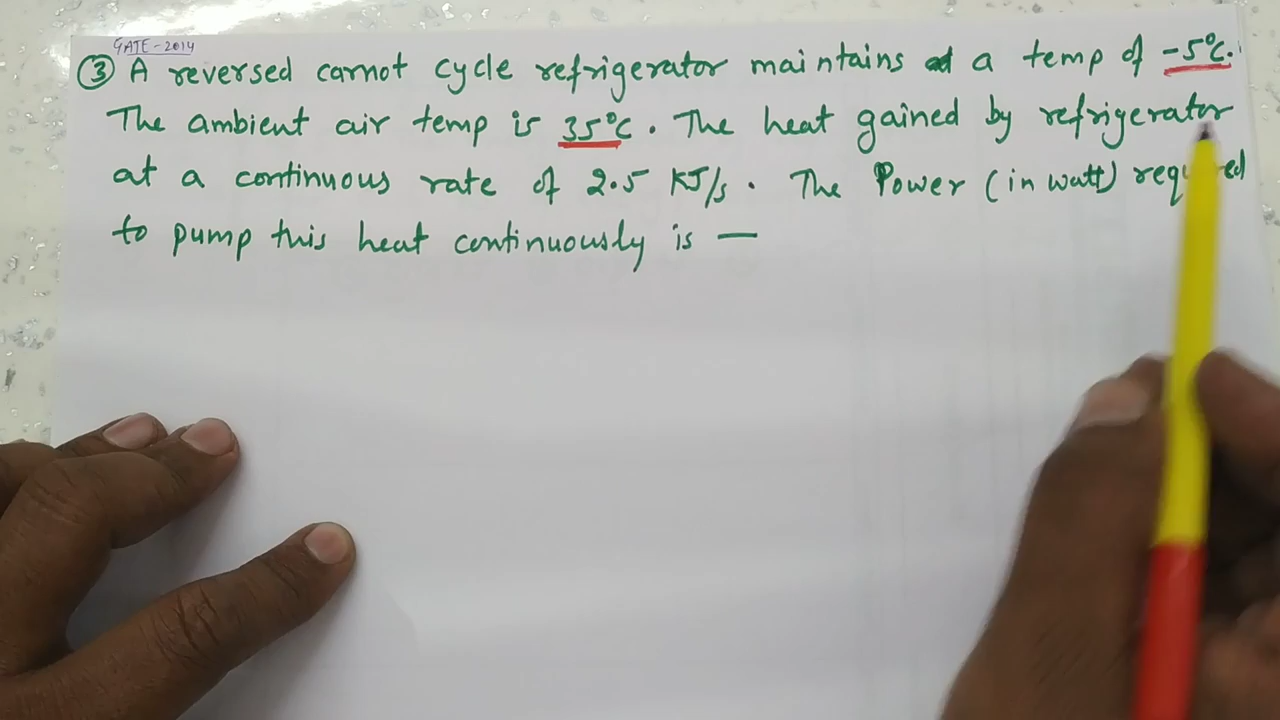 GATE-2014
③ A reversed carnot cycle refrigerator maintains a temp of -5°C.
The ambient air temp is 35°C. The heat gained by refrigerator
at a continuous rate of 2.5 KJ/s. The Power (in watt)
to pump this heat continuously is —